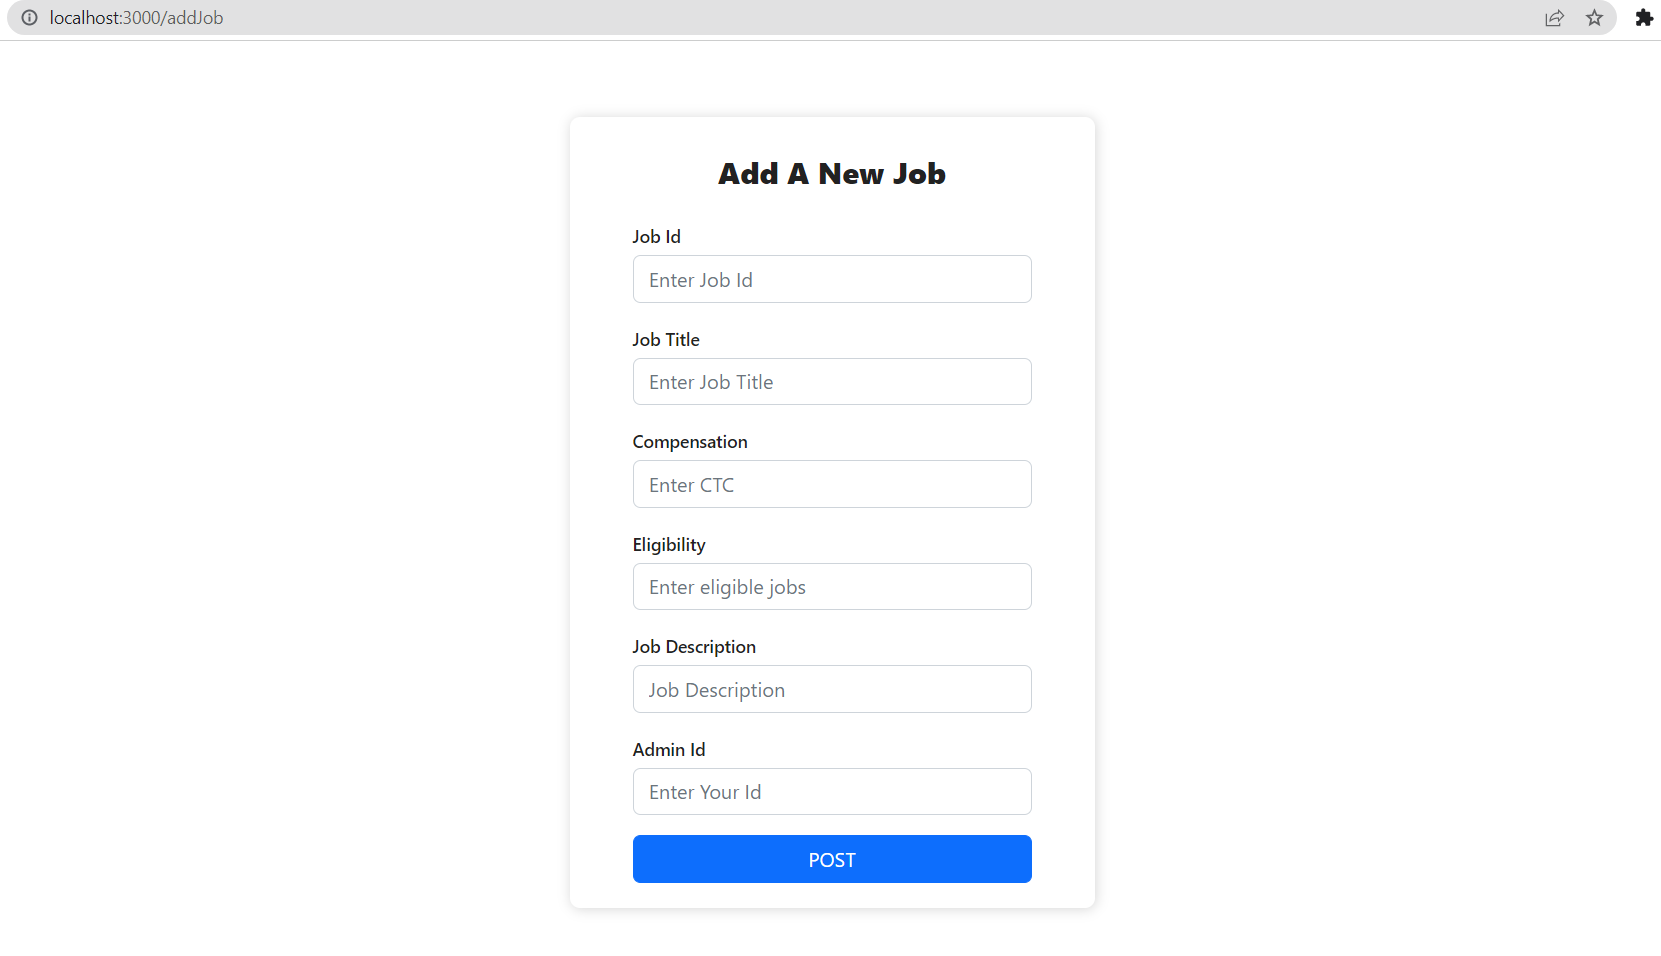 localhost:3000/addJob
Add A New Job
Job Id
Enter Job Id
Job Title
Enter Job Title
Compensation
Enter CTC
Eligibility
Enter eligible jobs
Job Description
Job Description
Admin Id
Enter Your Id
POST